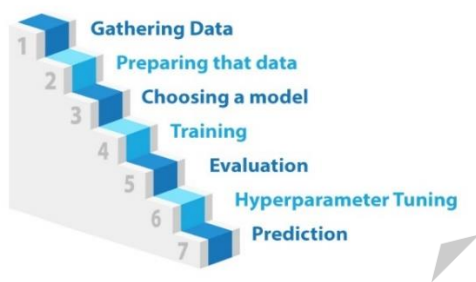 1 Gathering Data
2 Preparing that data
3 Choosing a model
4 Training
5 Evaluation
6 Hyperparameter Tuning
7 Prediction